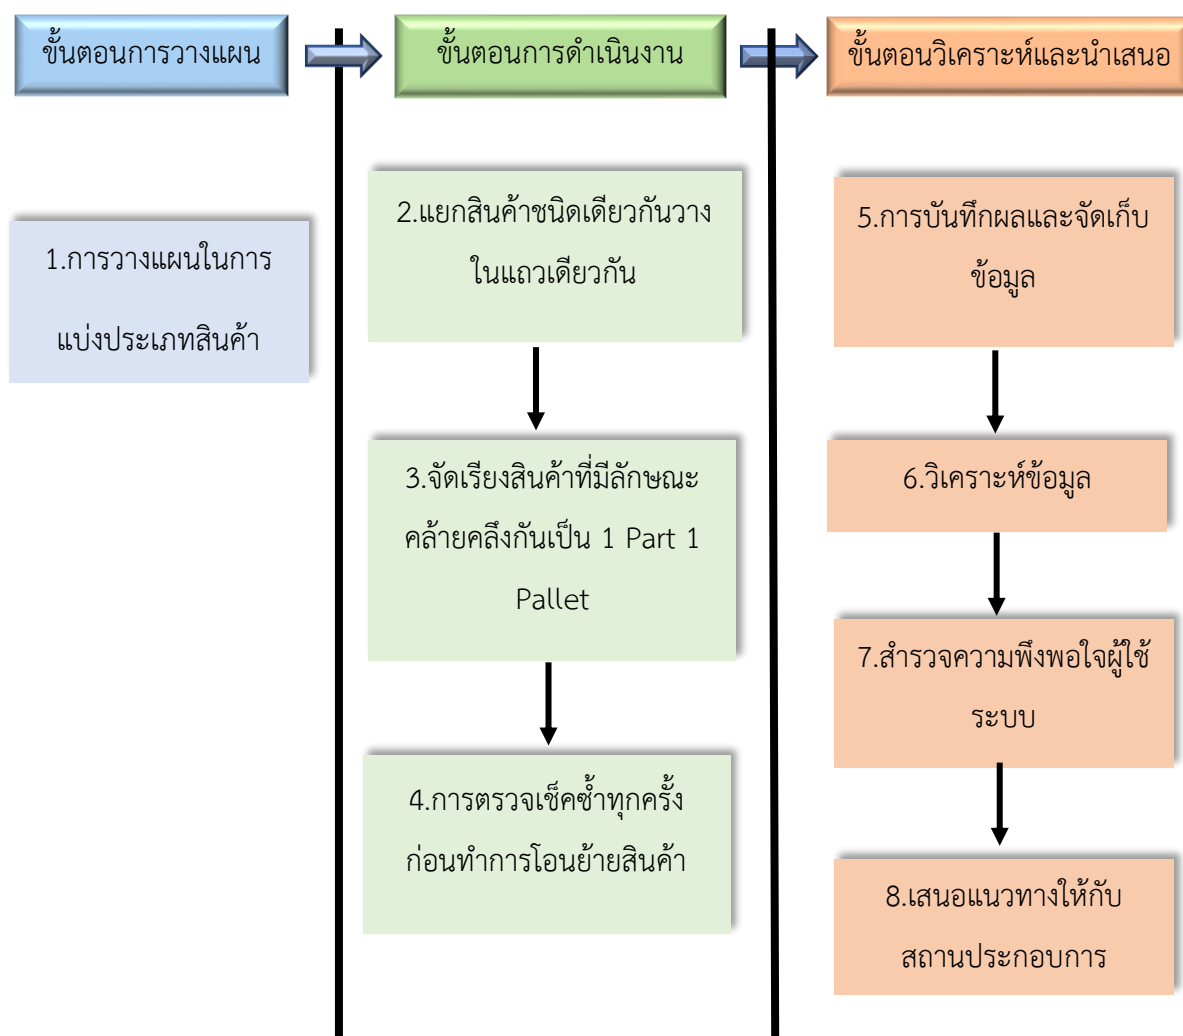 ขั้นตอนการวางแผน
ขั้นตอนการดำเนินงาน
ขั้นตอนวิเคราะห์และนำเสนอ
1.การวางแผนในการ
แบ่งประเภทสินค้า
2.แยกสินค้าชนิดเดียวกันวาง
ในแถวเดียวกัน
3.จัดเรียงสินค้าที่มีลักษณะ
คล้ายคลึงกันเป็น 1 Part 1
Pallet
4.การตรวจเช็คซ้ำทุกครั้ง
ก่อนทำการโอนย้ายสินค้า
5.การบันทึกผลและจัดเก็บ
ข้อมูล
6.วิเคราะห์ข้อมูล
7.สำรวจความพึงพอใจผู้ใช้
ระบบ
8.เสนอแนวทางให้กับ
สถานประกอบการ